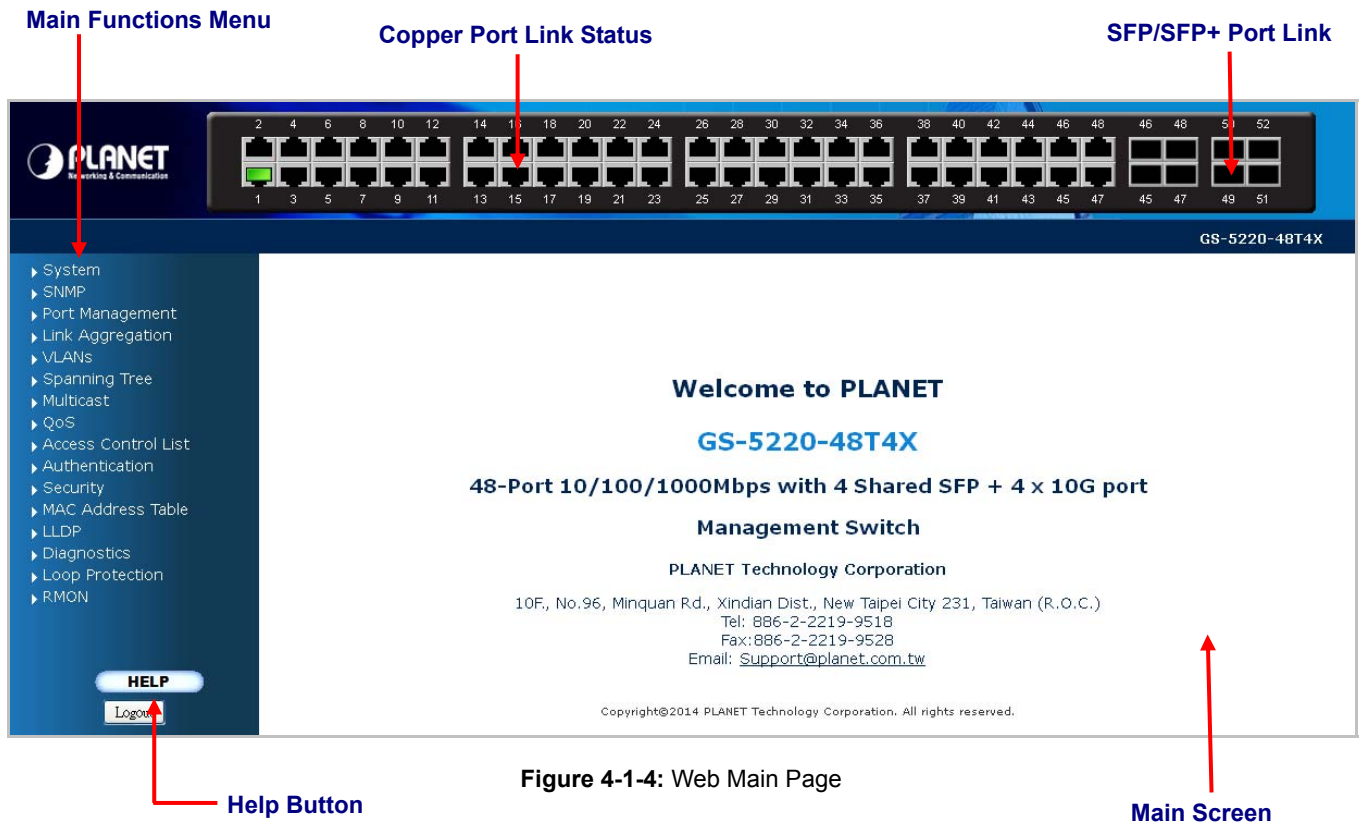 Main Functions Menu
Copper Port Link Status
SFP/SFP+ Port Link
PLANET
Networking & Communication
2 4 6 8 10 12 14 16 18 20 22 24 26 28 30 32 34 36 38 40 42 44 46 48 46 48 50 52
1 3 5 7 9 11 13 15 17 19 21 23 25 27 29 31 33 35 37 39 41 43 45 47 45 47 49 51
GS-5220-48T4X
System
SNMP
Port Management
Link Aggregation
VLANs
Spanning Tree
Multicast
QoS
Access Control List
Authentication
Security
MAC Address Table
LLDP
Diagnostics
Loop Protection
RMON
HELP
Logout
Welcome to PLANET
GS-5220-48T4X
48-Port 10/100/1000Mbps with 4 Shared SFP + 4 x 10G port
Management Switch
PLANET Technology Corporation
10F., No.96, Minquan Rd., Xindian Dist., New Taipei City 231, Taiwan (R.O.C.)
Tel: 886-2-2219-9518
Fax:886-2-2219-9528
Email: Support@planet.com.tw
Copyright©2014 PLANET Technology Corporation. All rights reserved.
Figure 4-1-4: Web Main Page
Help Button
Main Screen